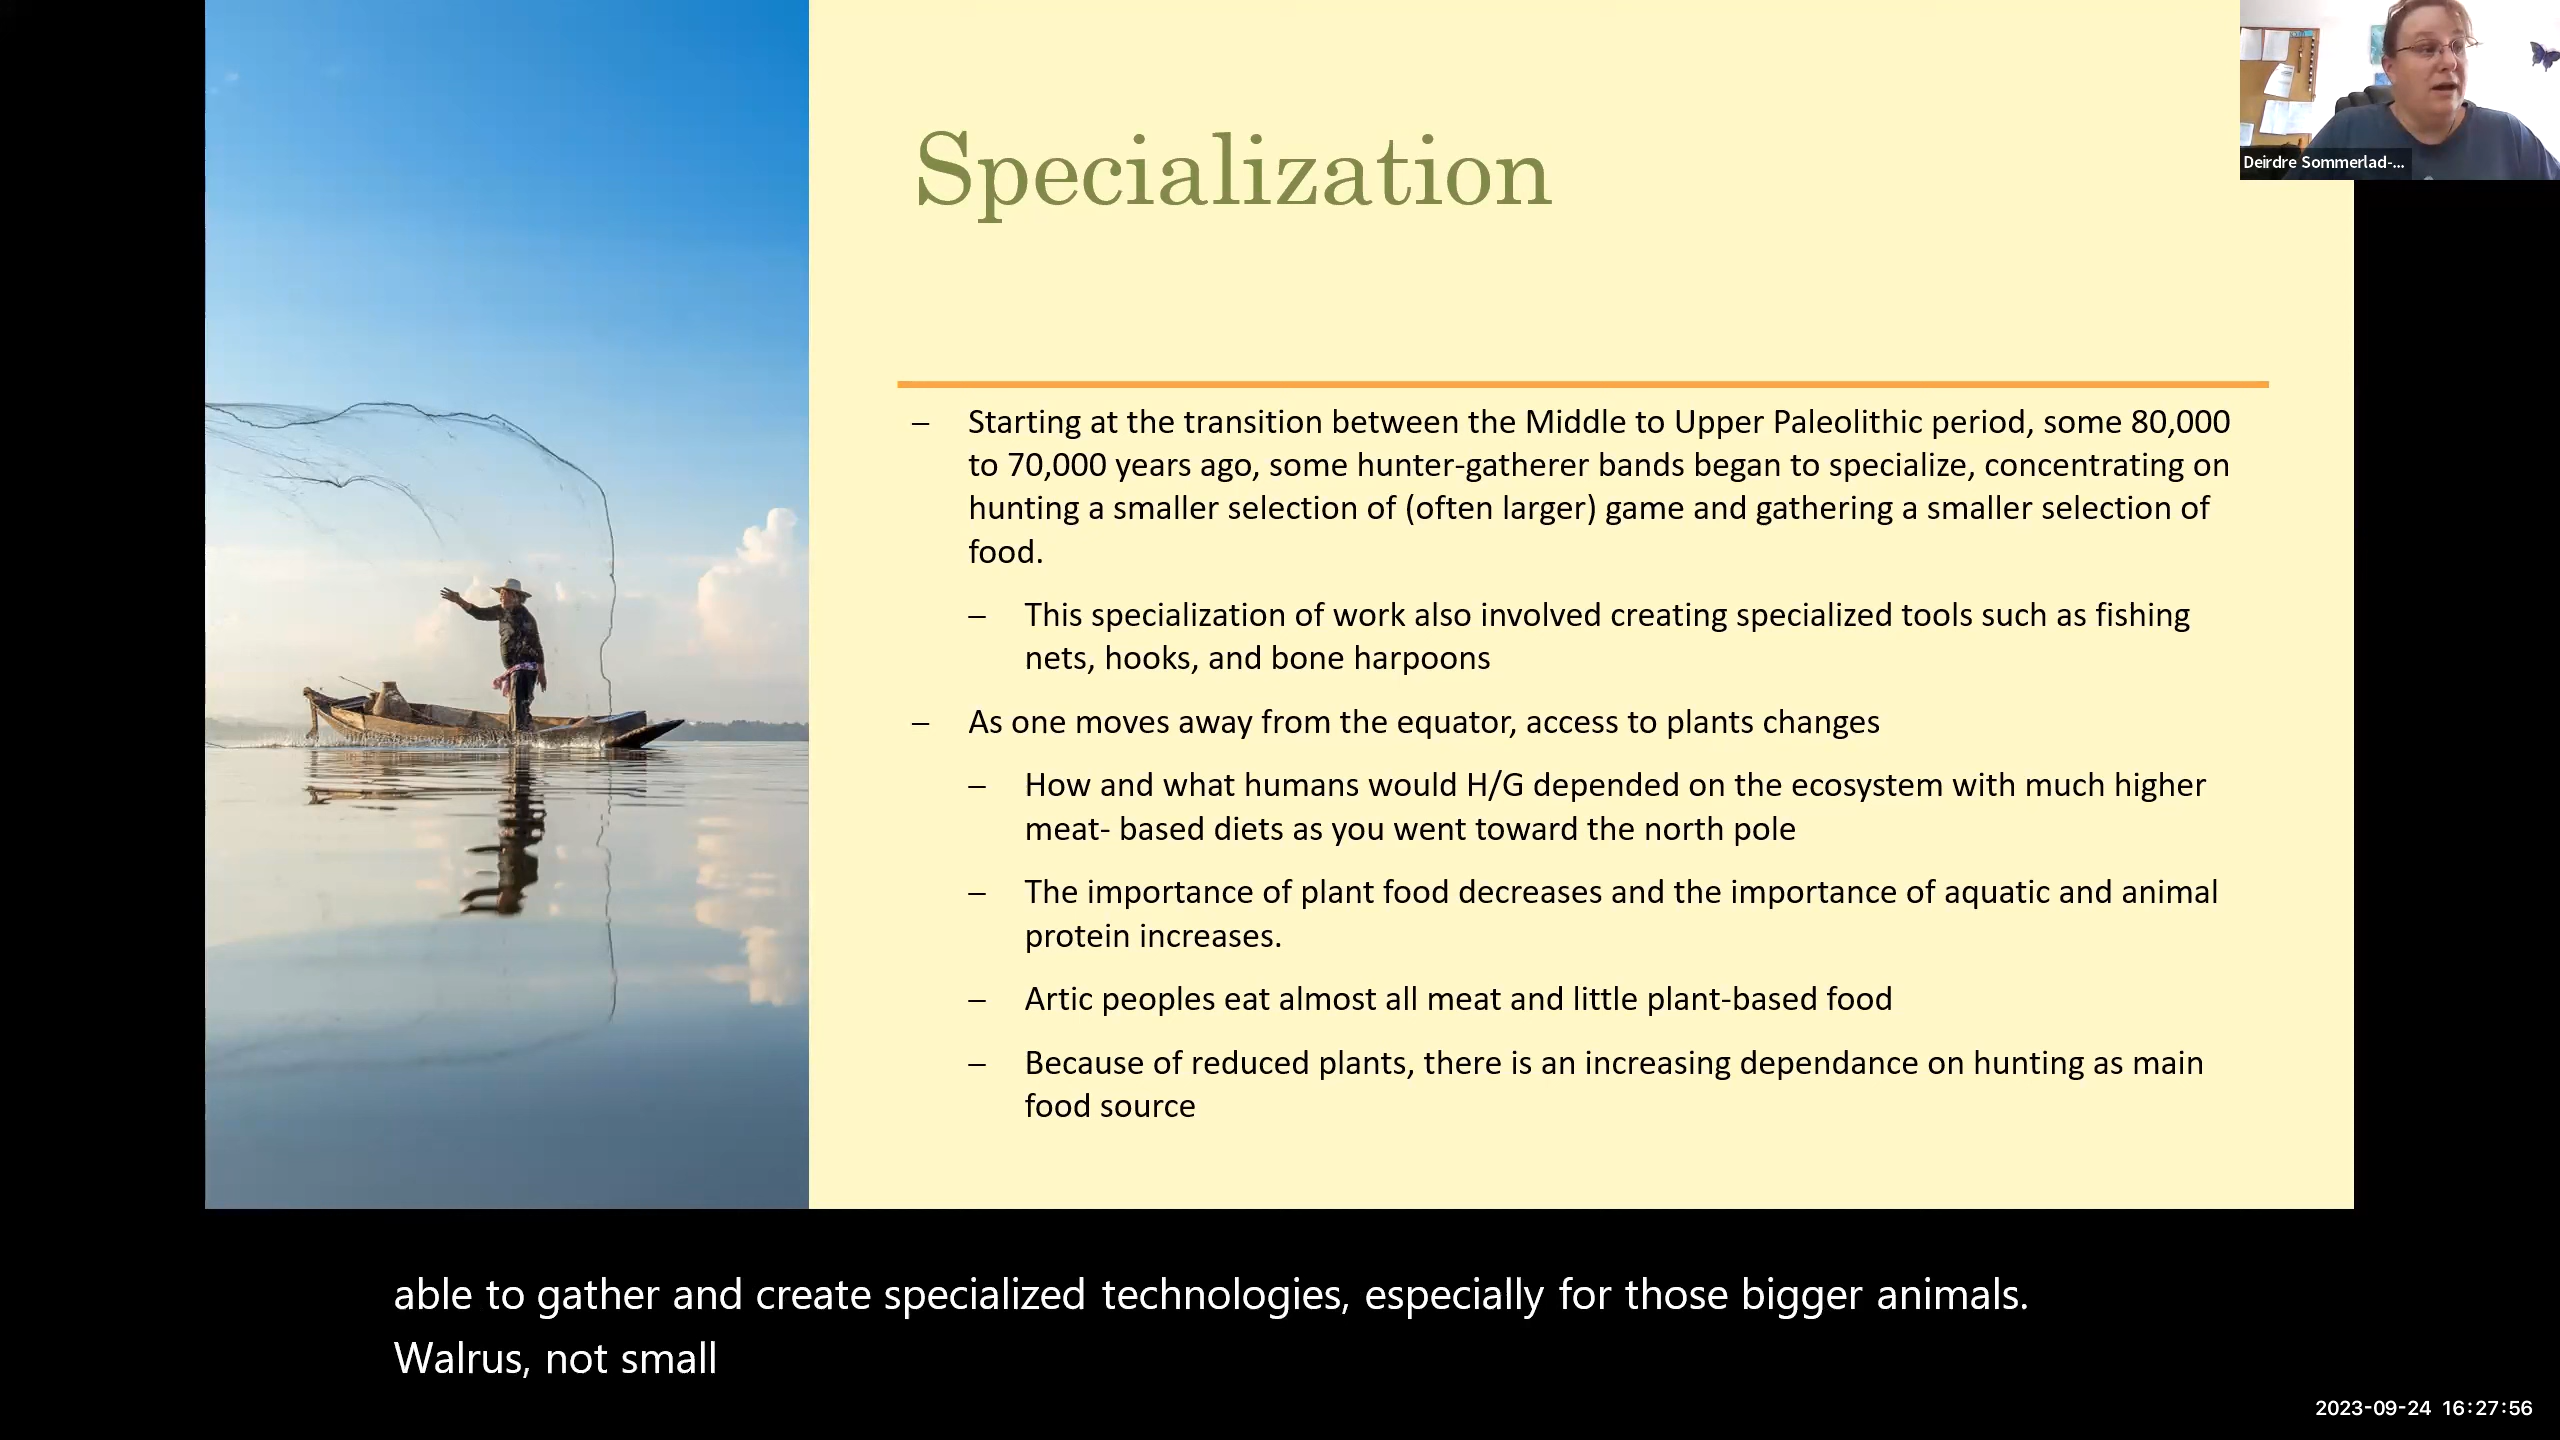 Deirdre Sommerlad-...
Specialization
– Starting at the transition between the Middle to Upper Paleolithic period, some 80,000
to 70,000 years ago, some hunter-gatherer bands began to specialize, concentrating on
hunting a smaller selection of (often larger) game and gathering a smaller selection of
food.
– This specialization of work also involved creating specialized tools such as fishing
nets, hooks, and bone harpoons
– As one moves away from the equator, access to plants changes
– How and what humans would H/G depended on the ecosystem with much higher
meat- based diets as you went toward the north pole
– The importance of plant food decreases and the importance of aquatic and animal
protein increases.
– Artic peoples eat almost all meat and little plant-based food
– Because of reduced plants, there is an increasing dependance on hunting as main
food source
able to gather and create specialized technologies, especially for those bigger animals.
Walrus, not small
2023-09-24 16:27:56